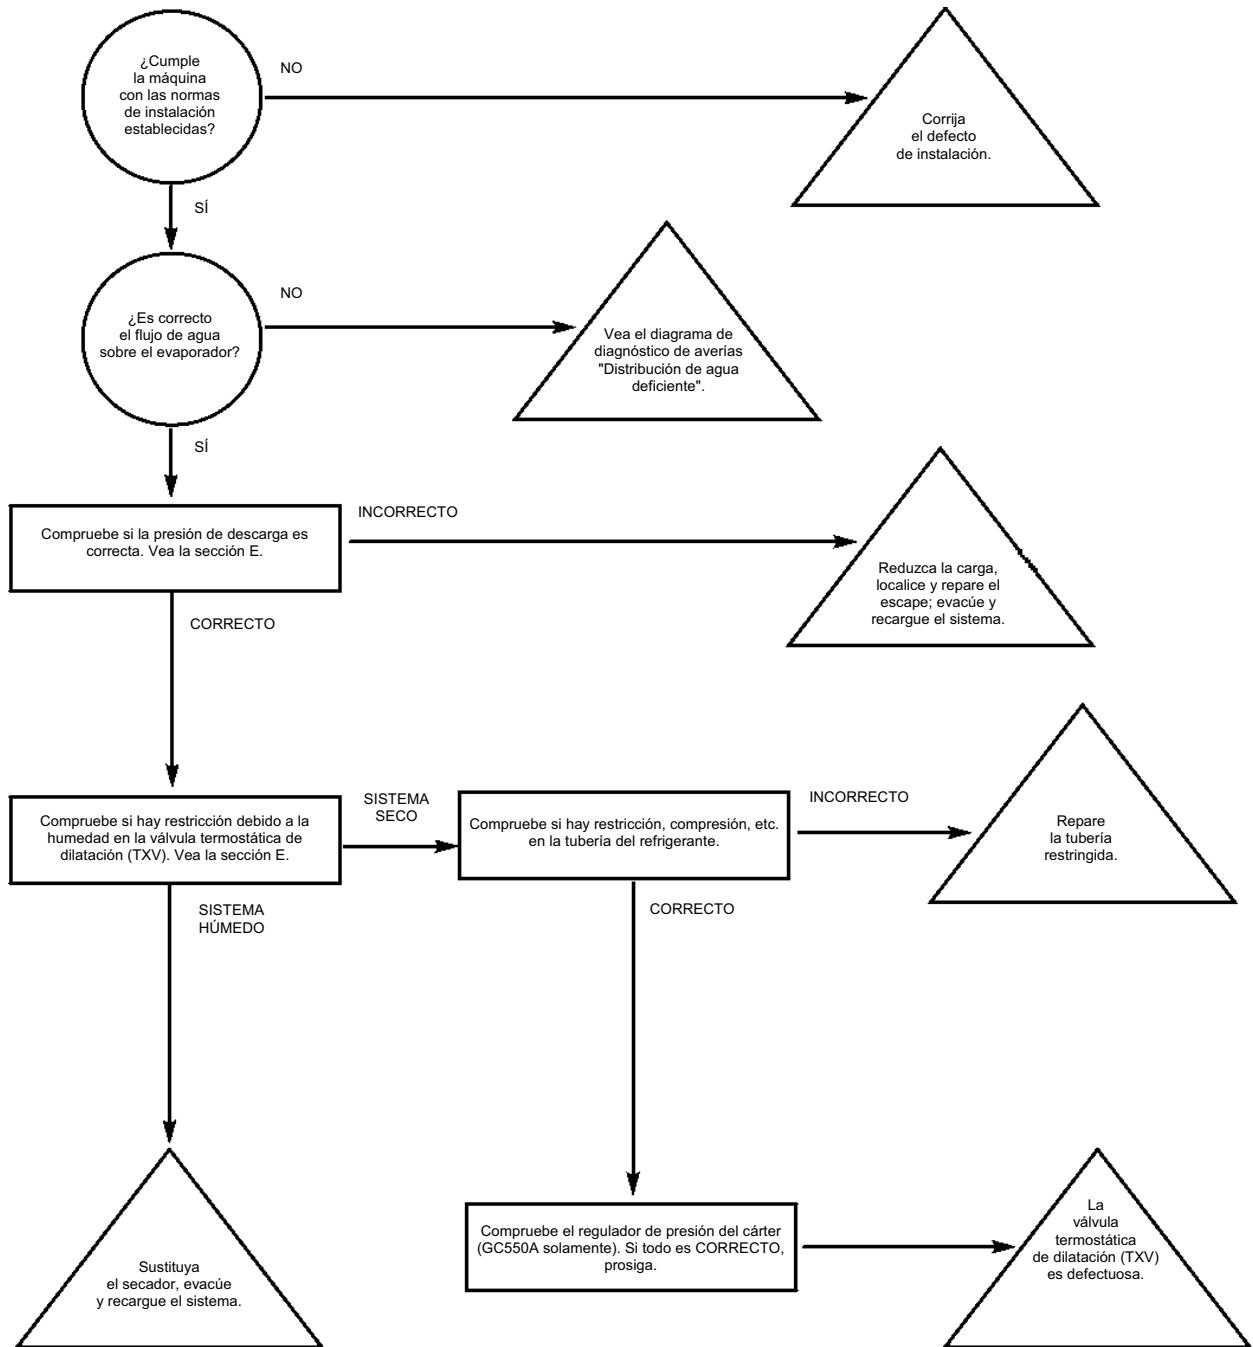 ¿Cumple
la máquina
con las normas
de instalación
establecidas?
NO
Corrija
el defecto
de instalación.
SÍ
¿Es correcto
el flujo de agua
sobre el evaporador?
NO
Vea el diagrama de
diagnóstico de averías
"Distribución de agua
deficiente".
SÍ
Compruebe si la presión de descarga es
correcta. Vea la sección E.
INCORRECTO
Reduzca la carga,
localice y repare el
escape; evacúe y
recargue el sistema.
CORRECTO
Compruebe si hay restricción debido a la
humedad en la válvula termostática de
dilatación (TXV). Vea la sección E.
SISTEMA
SECO
Compruebe si hay restricción, compresión, etc.
en la tubería del refrigerante.
INCORRECTO
Repare
la tubería
restringida.
SISTEMA
HÚMEDO
CORRECTO
Sustituya
el secador, evacúe
y recargue el sistema.
Compruebe el regulador de presión del cárter
(GC550A solamente). Si todo es CORRECTO,
prosiga.
La
válvula
termostática
de dilatación (TXV)
es defectuosa.